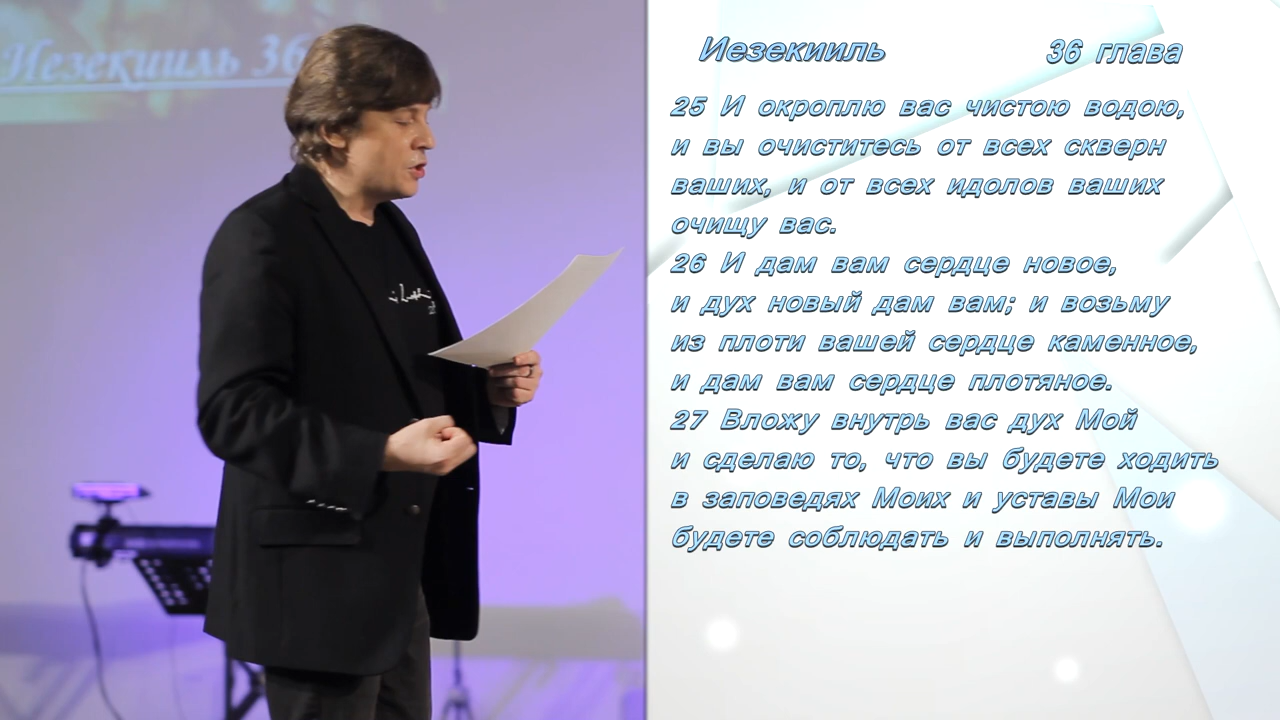 Иезекииль 36
Иезекииль 36 глава
25 И окроплю вас чистою водою,
и вы очиститесь от всех скверн
ваших, и от всех идолов ваших
очищу вас.
26 И дам вам сердце новое,
и дух новый дам вам; и возьму
из плоти вашей сердце каменное,
и дам вам сердце плотяное.
27 Вложу внутрь вас дух Мой
и сделаю то, что вы будете ходить
в заповедях Моих и уставы Мои
будете соблюдать и выполнять.